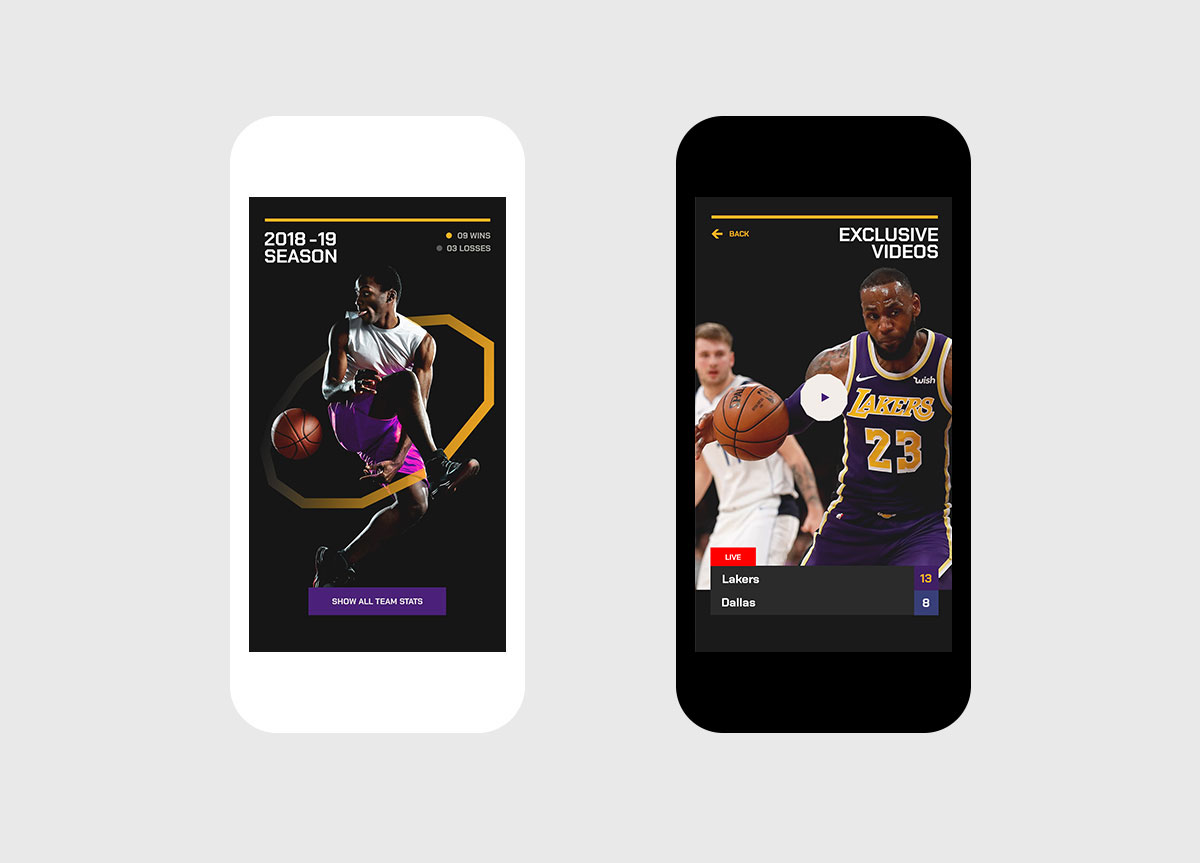 2018 -19
SEASON
09 WINS
03 LOSSES
SHOW ALL TEAM STATS
BACK
EXCLUSIVE
VIDEOS
wish
LAKERS
23
LIVE
Lakers 13
Dallas 8